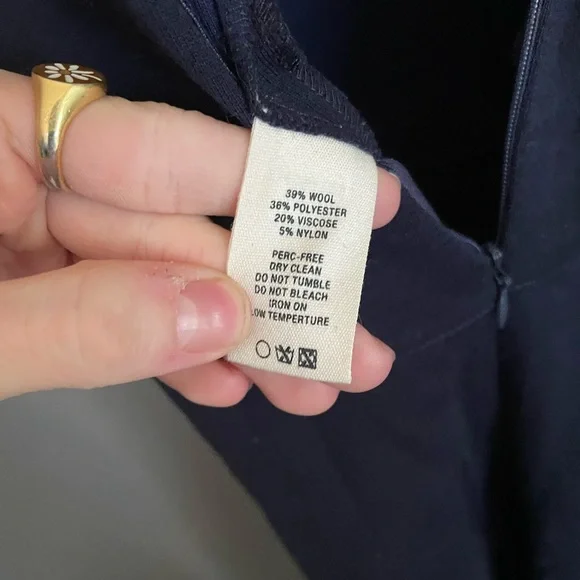 39% WOOL
36% POLYESTER
20% VISCOSE
5% NYLON
PERC-FREE
DRY CLEAN
DO NOT TUMBLE
DO NOT BLEACH
IRON ON
LOW TEMPERTURE